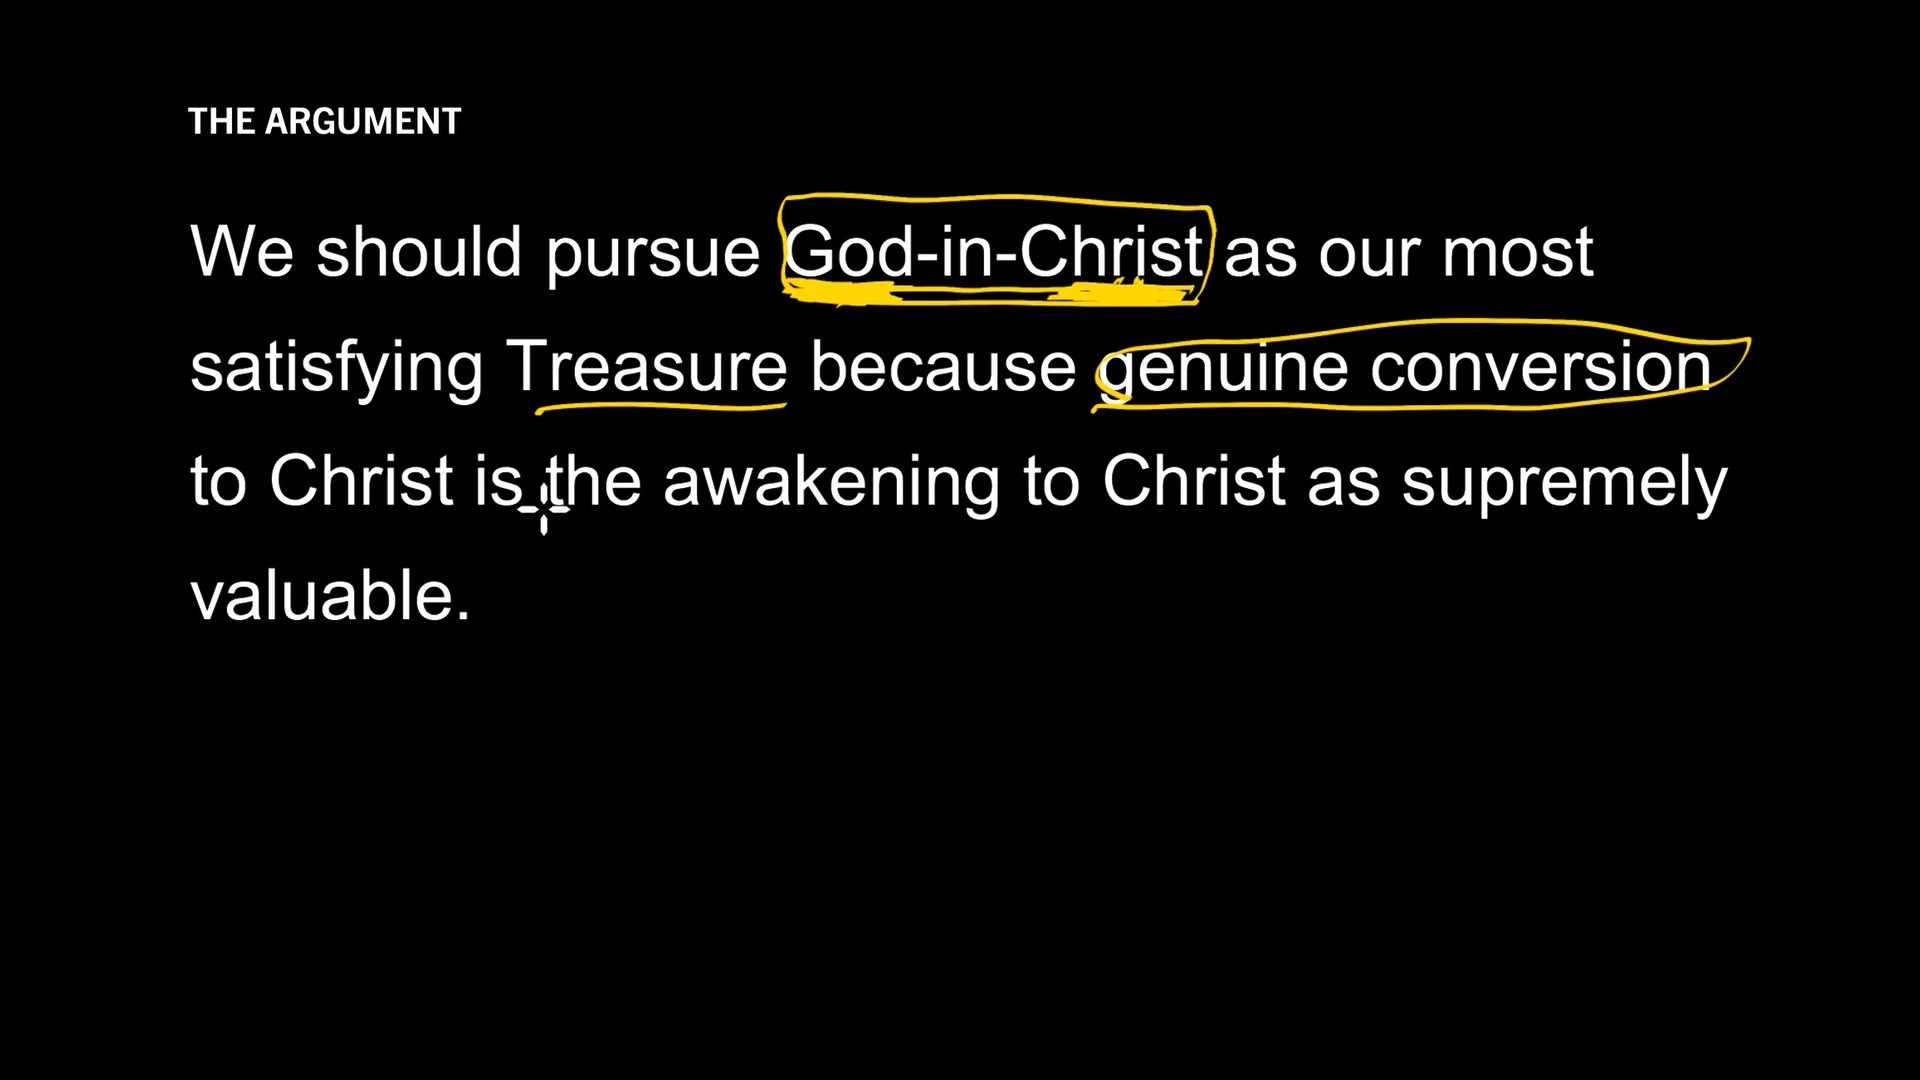 THE ARGUMENT
We should pursue God-in-Christ as our most
satisfying Treasure because genuine conversion
to Christ is the awakening to Christ as supremely
valuable.